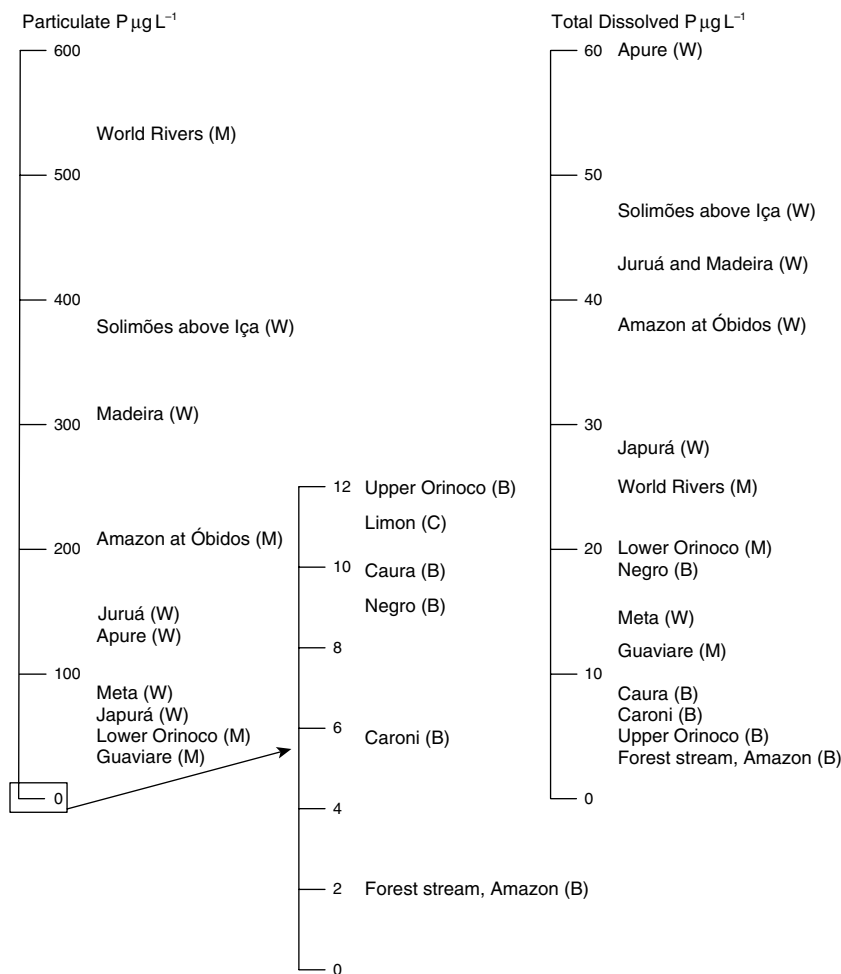 Particulate P µg L⁻¹
600
World Rivers (M)
500
400
Solimões above Iça (W)
Madeira (W)
300
200
Amazon at Óbidos (M)
Juruá (W)
Apure (W)
100
Meta (W)
Japurá (W)
Lower Orinoco (M)
Guaviare (M)
0
12
Upper Orinoco (B)
Limon (C)
10
Caura (B)
Negro (B)
8
6
Caroni (B)
4
2
Forest stream, Amazon (B)
0
Total Dissolved P µg L⁻¹
60
Apure (W)
50
Solimões above Iça (W)
Juruá and Madeira (W)
40
Amazon at Óbidos (W)
30
Japurá (W)
World Rivers (M)
20
Lower Orinoco (M)
Negro (B)
Meta (W)
Guaviare (M)
10
Caura (B)
Caroni (B)
Upper Orinoco (B)
Forest stream, Amazon (B)
0